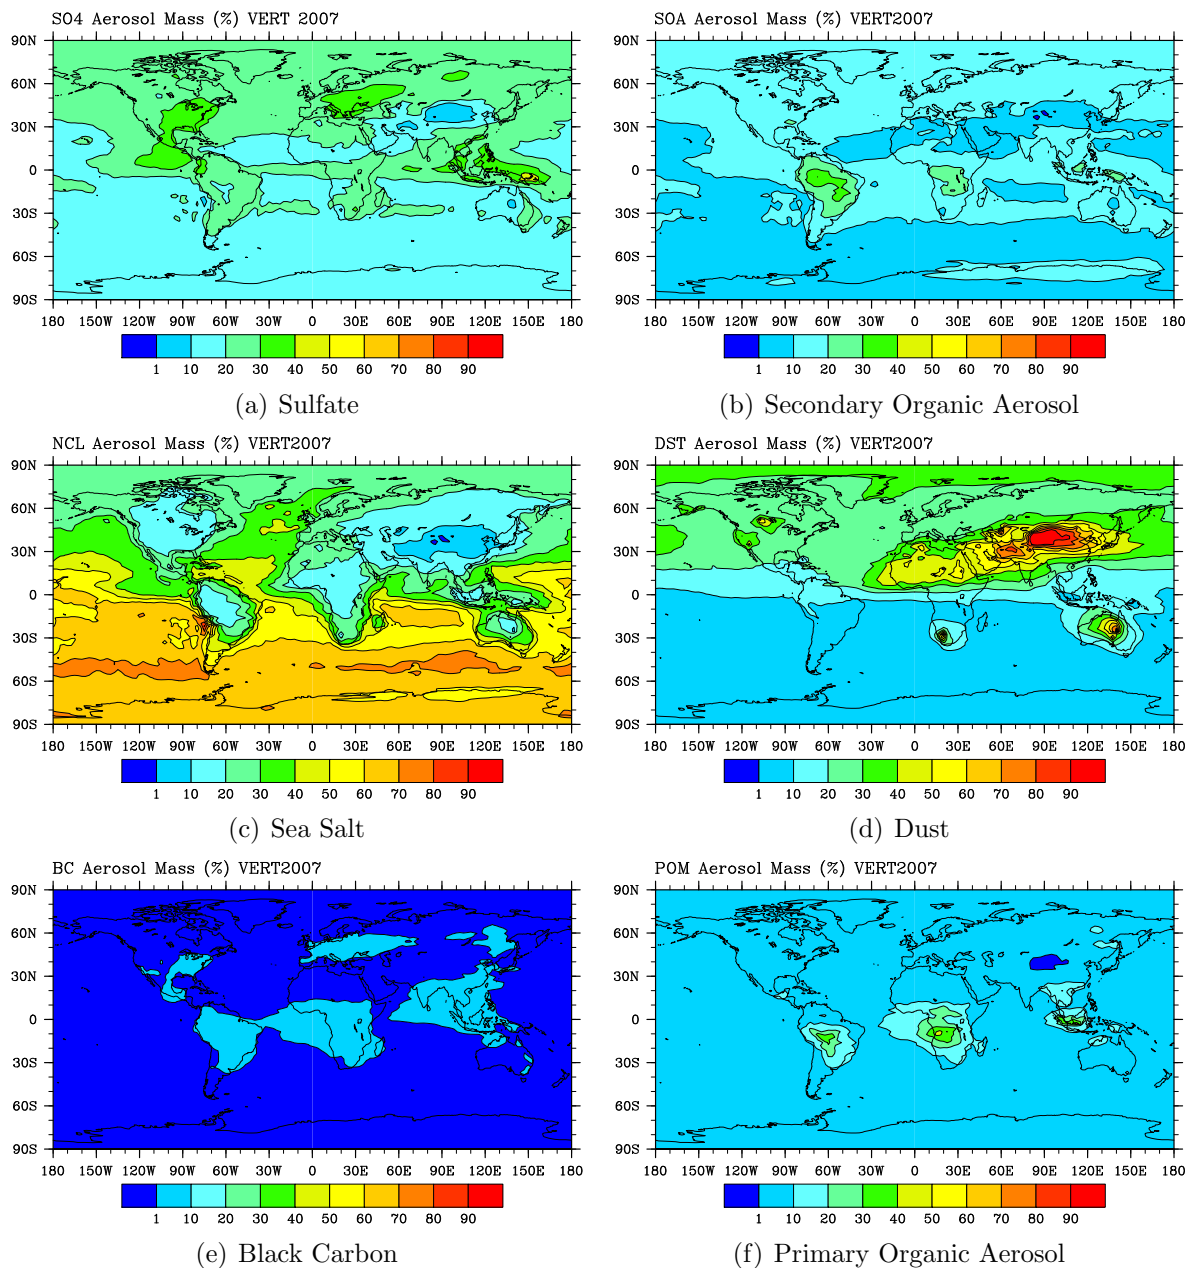 SO4 Aerosol Mass (%) VERT 2007
90N
60N
30N
0
30S
60S
90S
180 150W 120W 90W 60W 30W 0 30E 60E 90E 120E 150E 180
1 10 20 30 40 50 60 70 80 90
(a) Sulfate
SOA Aerosol Mass (%) VERT2007
90N
60N
30N
0
30S
60S
90S
180 150W 120W 90W 60W 30W 0 30E 60E 90E 120E 150E 180
1 10 20 30 40 50 60 70 80 90
(b) Secondary Organic Aerosol
NCL Aerosol Mass (%) VERT2007
90N
60N
30N
0
30S
60S
90S
180 150W 120W 90W 60W 30W 0 30E 60E 90E 120E 150E 180
1 10 20 30 40 50 60 70 80 90
(c) Sea Salt
DST Aerosol Mass (%) VERT2007
90N
60N
30N
0
30S
60S
90S
180 150W 120W 90W 60W 30W 0 30E 60E 90E 120E 150E 180
1 10 20 30 40 50 60 70 80 90
(d) Dust
BC Aerosol Mass (%) VERT2007
90N
60N
30N
0
30S
60S
90S
180 150W 120W 90W 60W 30W 0 30E 60E 90E 120E 150E 180
1 10 20 30 40 50 60 70 80 90
(e) Black Carbon
POM Aerosol Mass (%) VERT2007
90N
60N
30N
0
30S
60S
90S
180 150W 120W 90W 60W 30W 0 30E 60E 90E 120E 150E 180
1 10 20 30 40 50 60 70 80 90
(f) Primary Organic Aerosol